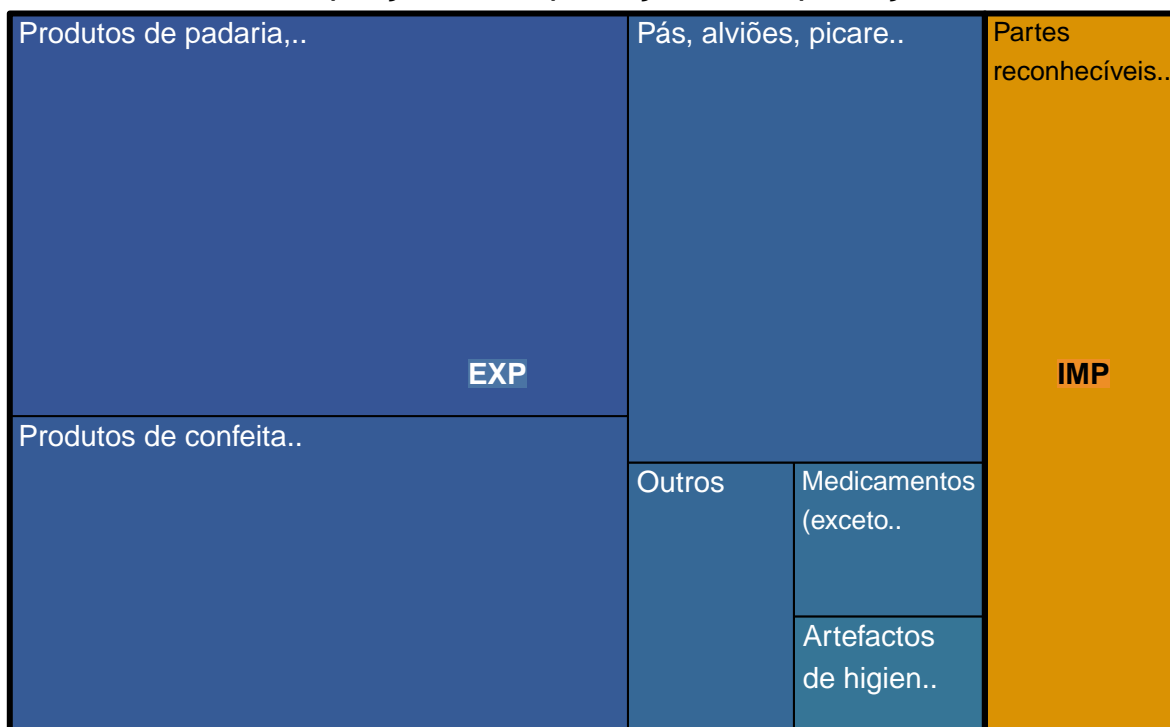 Produtos de padaria,..
Pás, alviões, picare..
Partes
reconhecíveis..
EXP
IMP
Produtos de confeita..
Outros
Medicamentos
(exceto..
Artefactos
de higien..